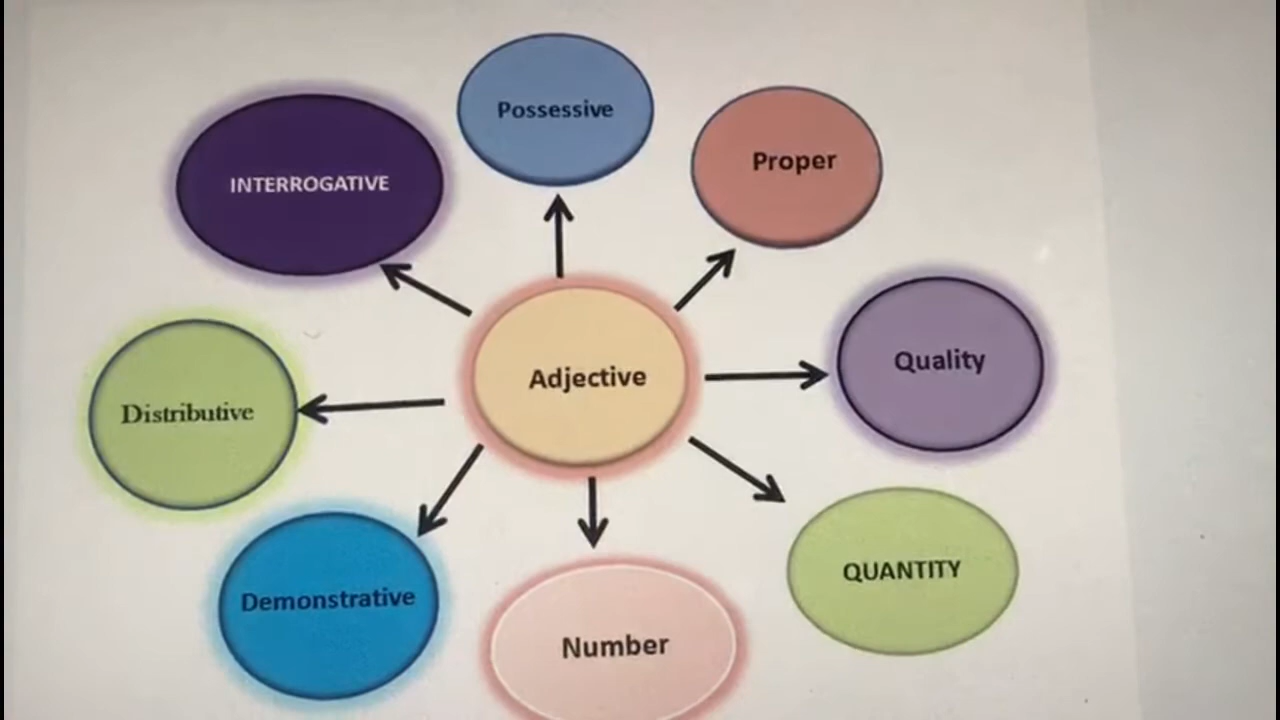 Possessive
Proper
INTERROGATIVE
Quality
Adjective
Distributive
QUANTITY
Demonstrative
Number